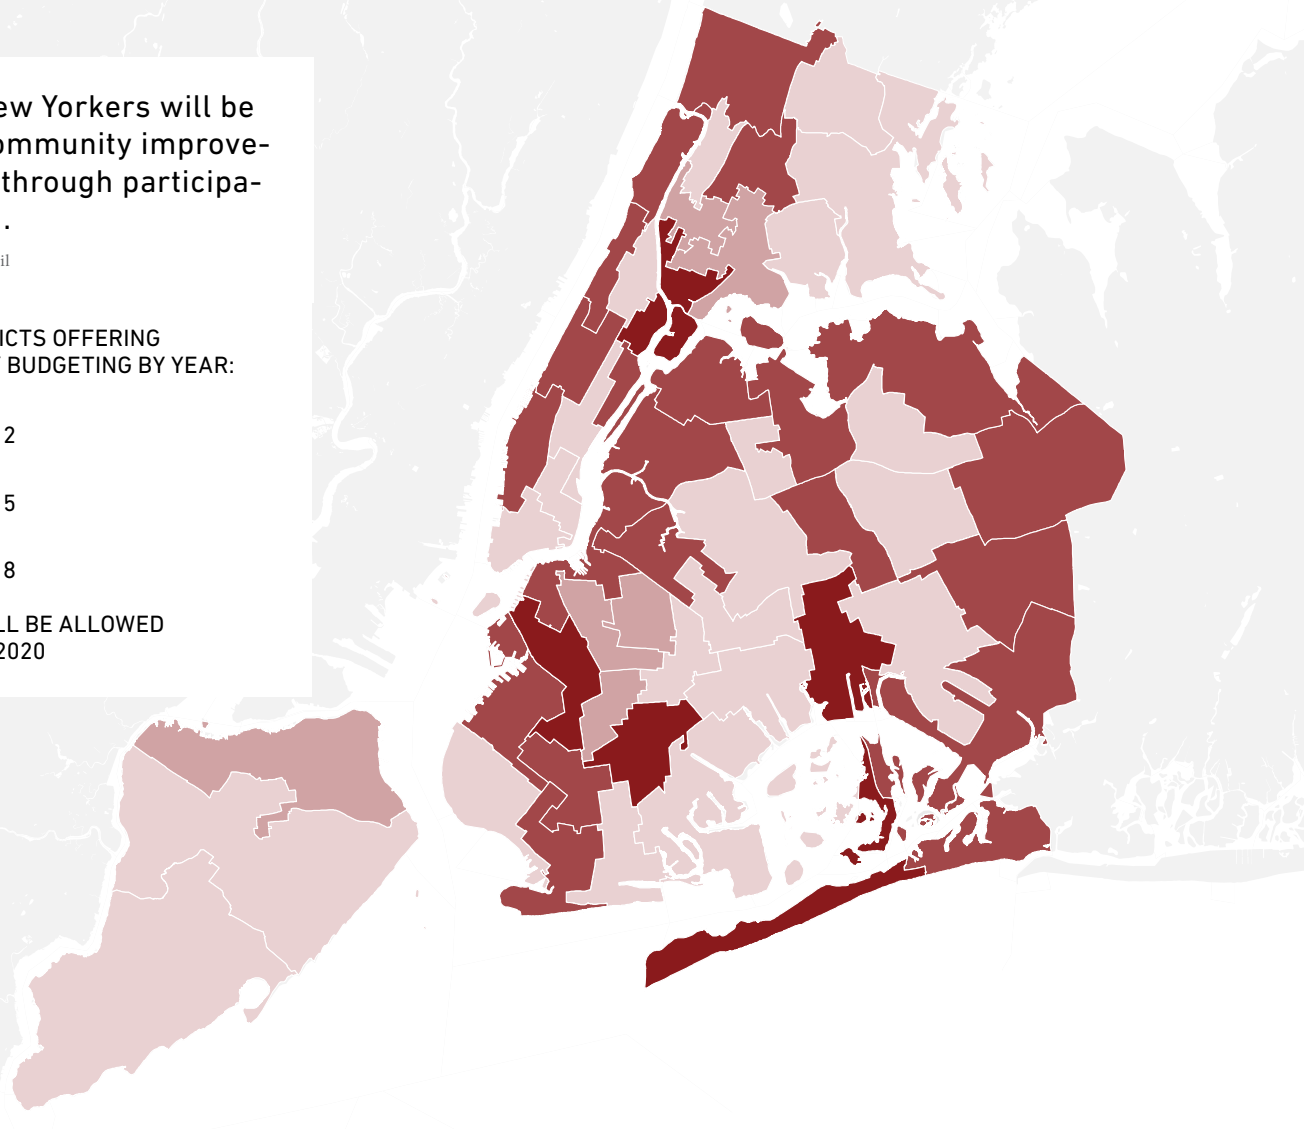 ew Yorkers will be
ommunity improve-
through participa-
.
il
ICTS OFFERING
BUDGETING BY YEAR:
2
5
8
LL BE ALLOWED
2020